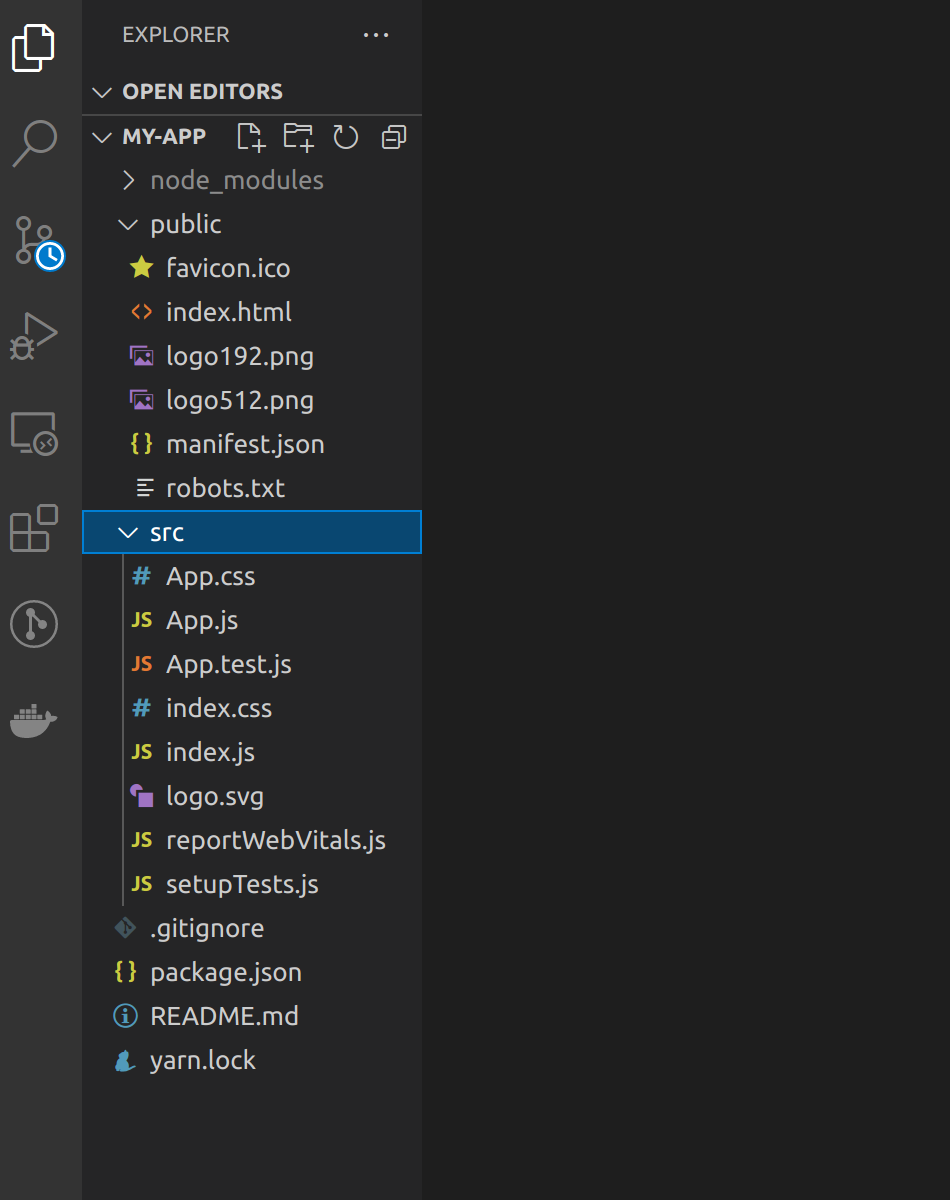 EXPLORER
OPEN EDITORS
MY-APP
node_modules
public
favicon.ico
index.html
logo192.png
logo512.png
manifest.json
robots.txt
src
App.css
JS App.js
JS App.test.js
index.css
JS index.js
logo.svg
JS reportWebVitals.js
JS setupTests.js
.gitignore
package.json
README.md
yarn.lock